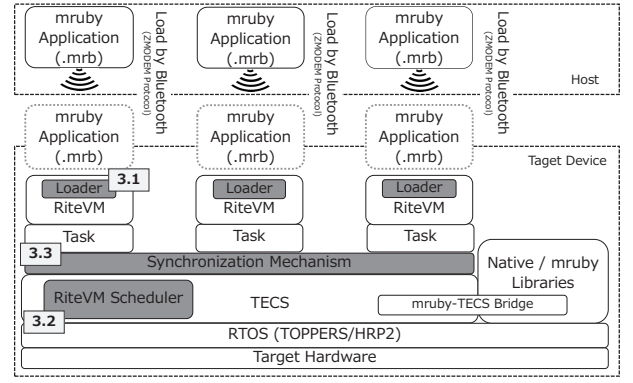 mruby
Application
(.mrb)
Load by Bluetooth
(ZMODEM Protocol)
mruby
Application
(.mrb)
Load by Bluetooth
(ZMODEM Protocol)
mruby
Application
(.mrb)
Load by Bluetooth
(ZMODEM Protocol)
Host
mruby
Application
(.mrb)
mruby
Application
(.mrb)
mruby
Application
(.mrb)
Taget Device
Loader
3.1
RiteVM
Loader
RiteVM
Loader
RiteVM
Task
Task
Task
3.3
Synchronization Mechanism
Native / mruby
Libraries
RiteVM Scheduler
TECS
mruby-TECS Bridge
3.2
RTOS (TOPPERS/HRP2)
Target Hardware